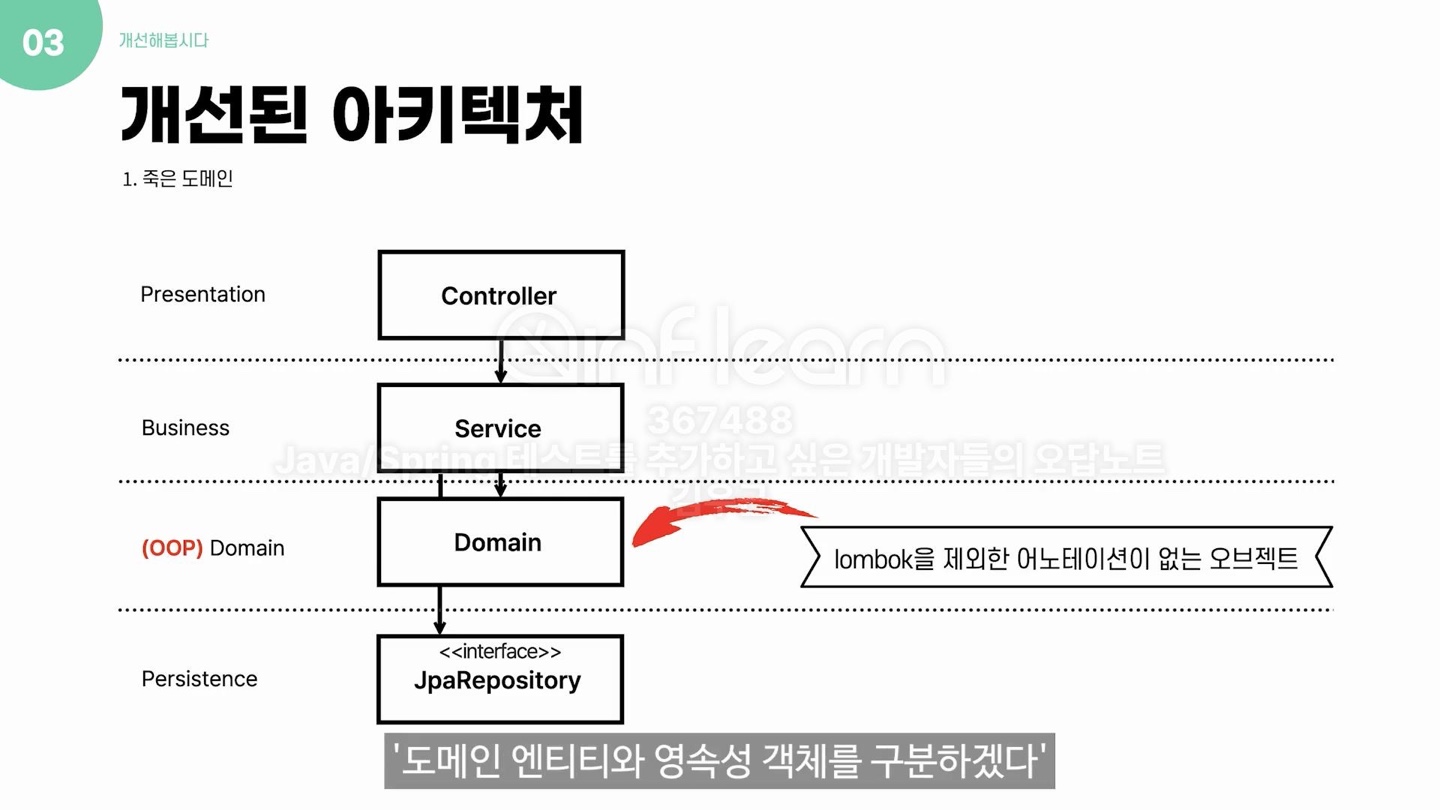 03
개선해봅시다
개선된 아키텍처
1. 죽은 도메인
Presentation
Controller
inflearn
367488
Business
Service
Java/Spring 테스트를 추가하고 싶은 개발자들의 오답노트
(OOP) Domain
Domain
lombok을 제외한 어노테이션이 없는 오브젝트
Persistence
<<interface>>
JpaRepository
'도메인 엔티티와 영속성 객체를 구분하겠다'